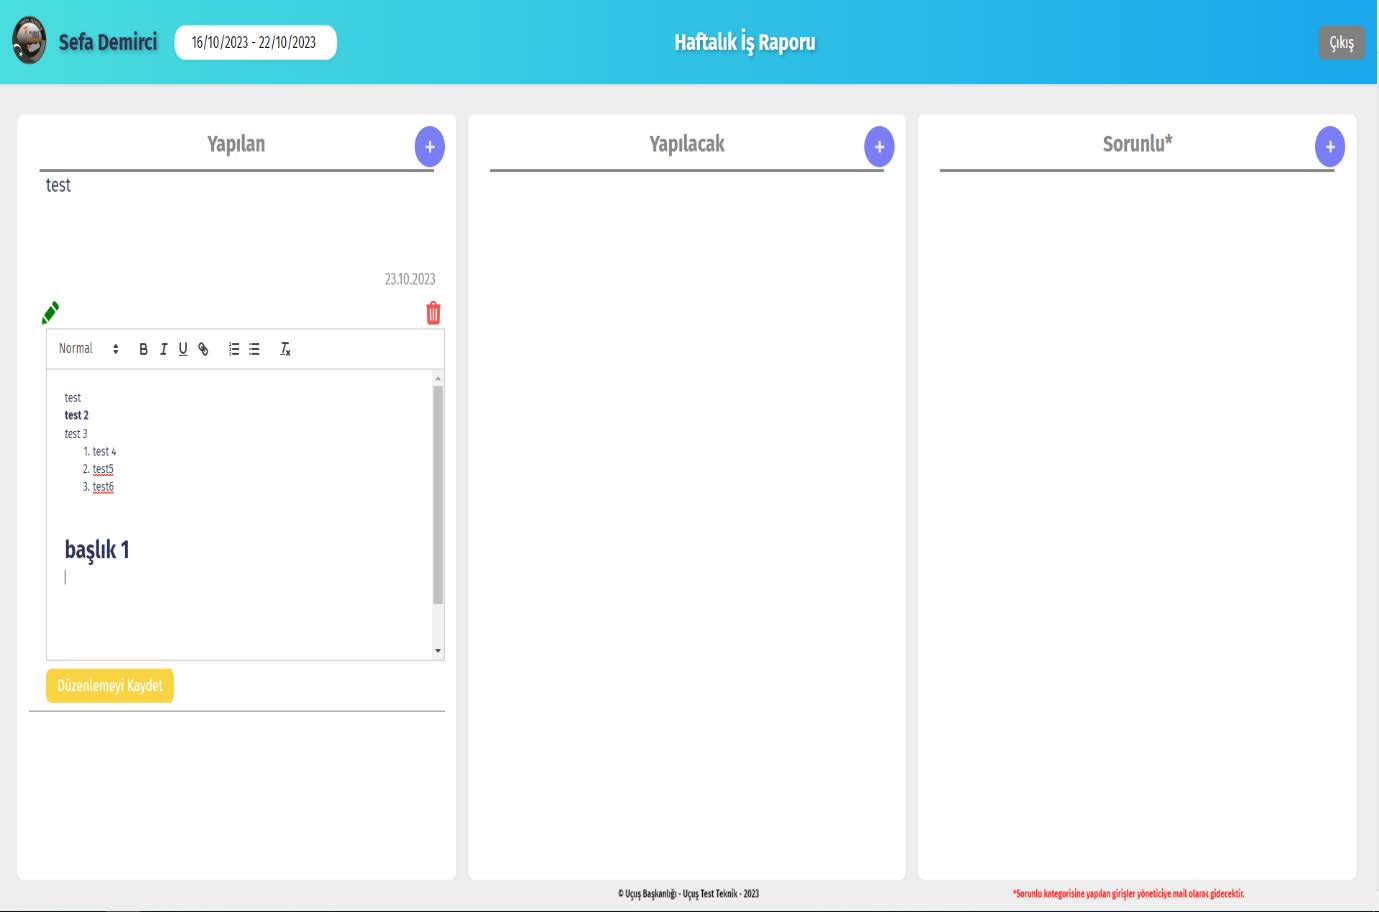 Sefa Demirci
16/10/2023 - 22/10/2023
Haftalık İş Raporu
Çıkış
Yapılan
+
test
23.10.2023
Normal
B I U
test
test 2
test 3
1. test 4
2. test5
3. test6
başlık 1
Düzenlemeyi Kaydet
Yapılacak
+
Sorunlu*
+
© Uçuş Başkanlığı - Uçuş Test Teknik - 2023
*Sorunlu kategorisine yapılan girişler yöneticiye mail olarak gidecektir.